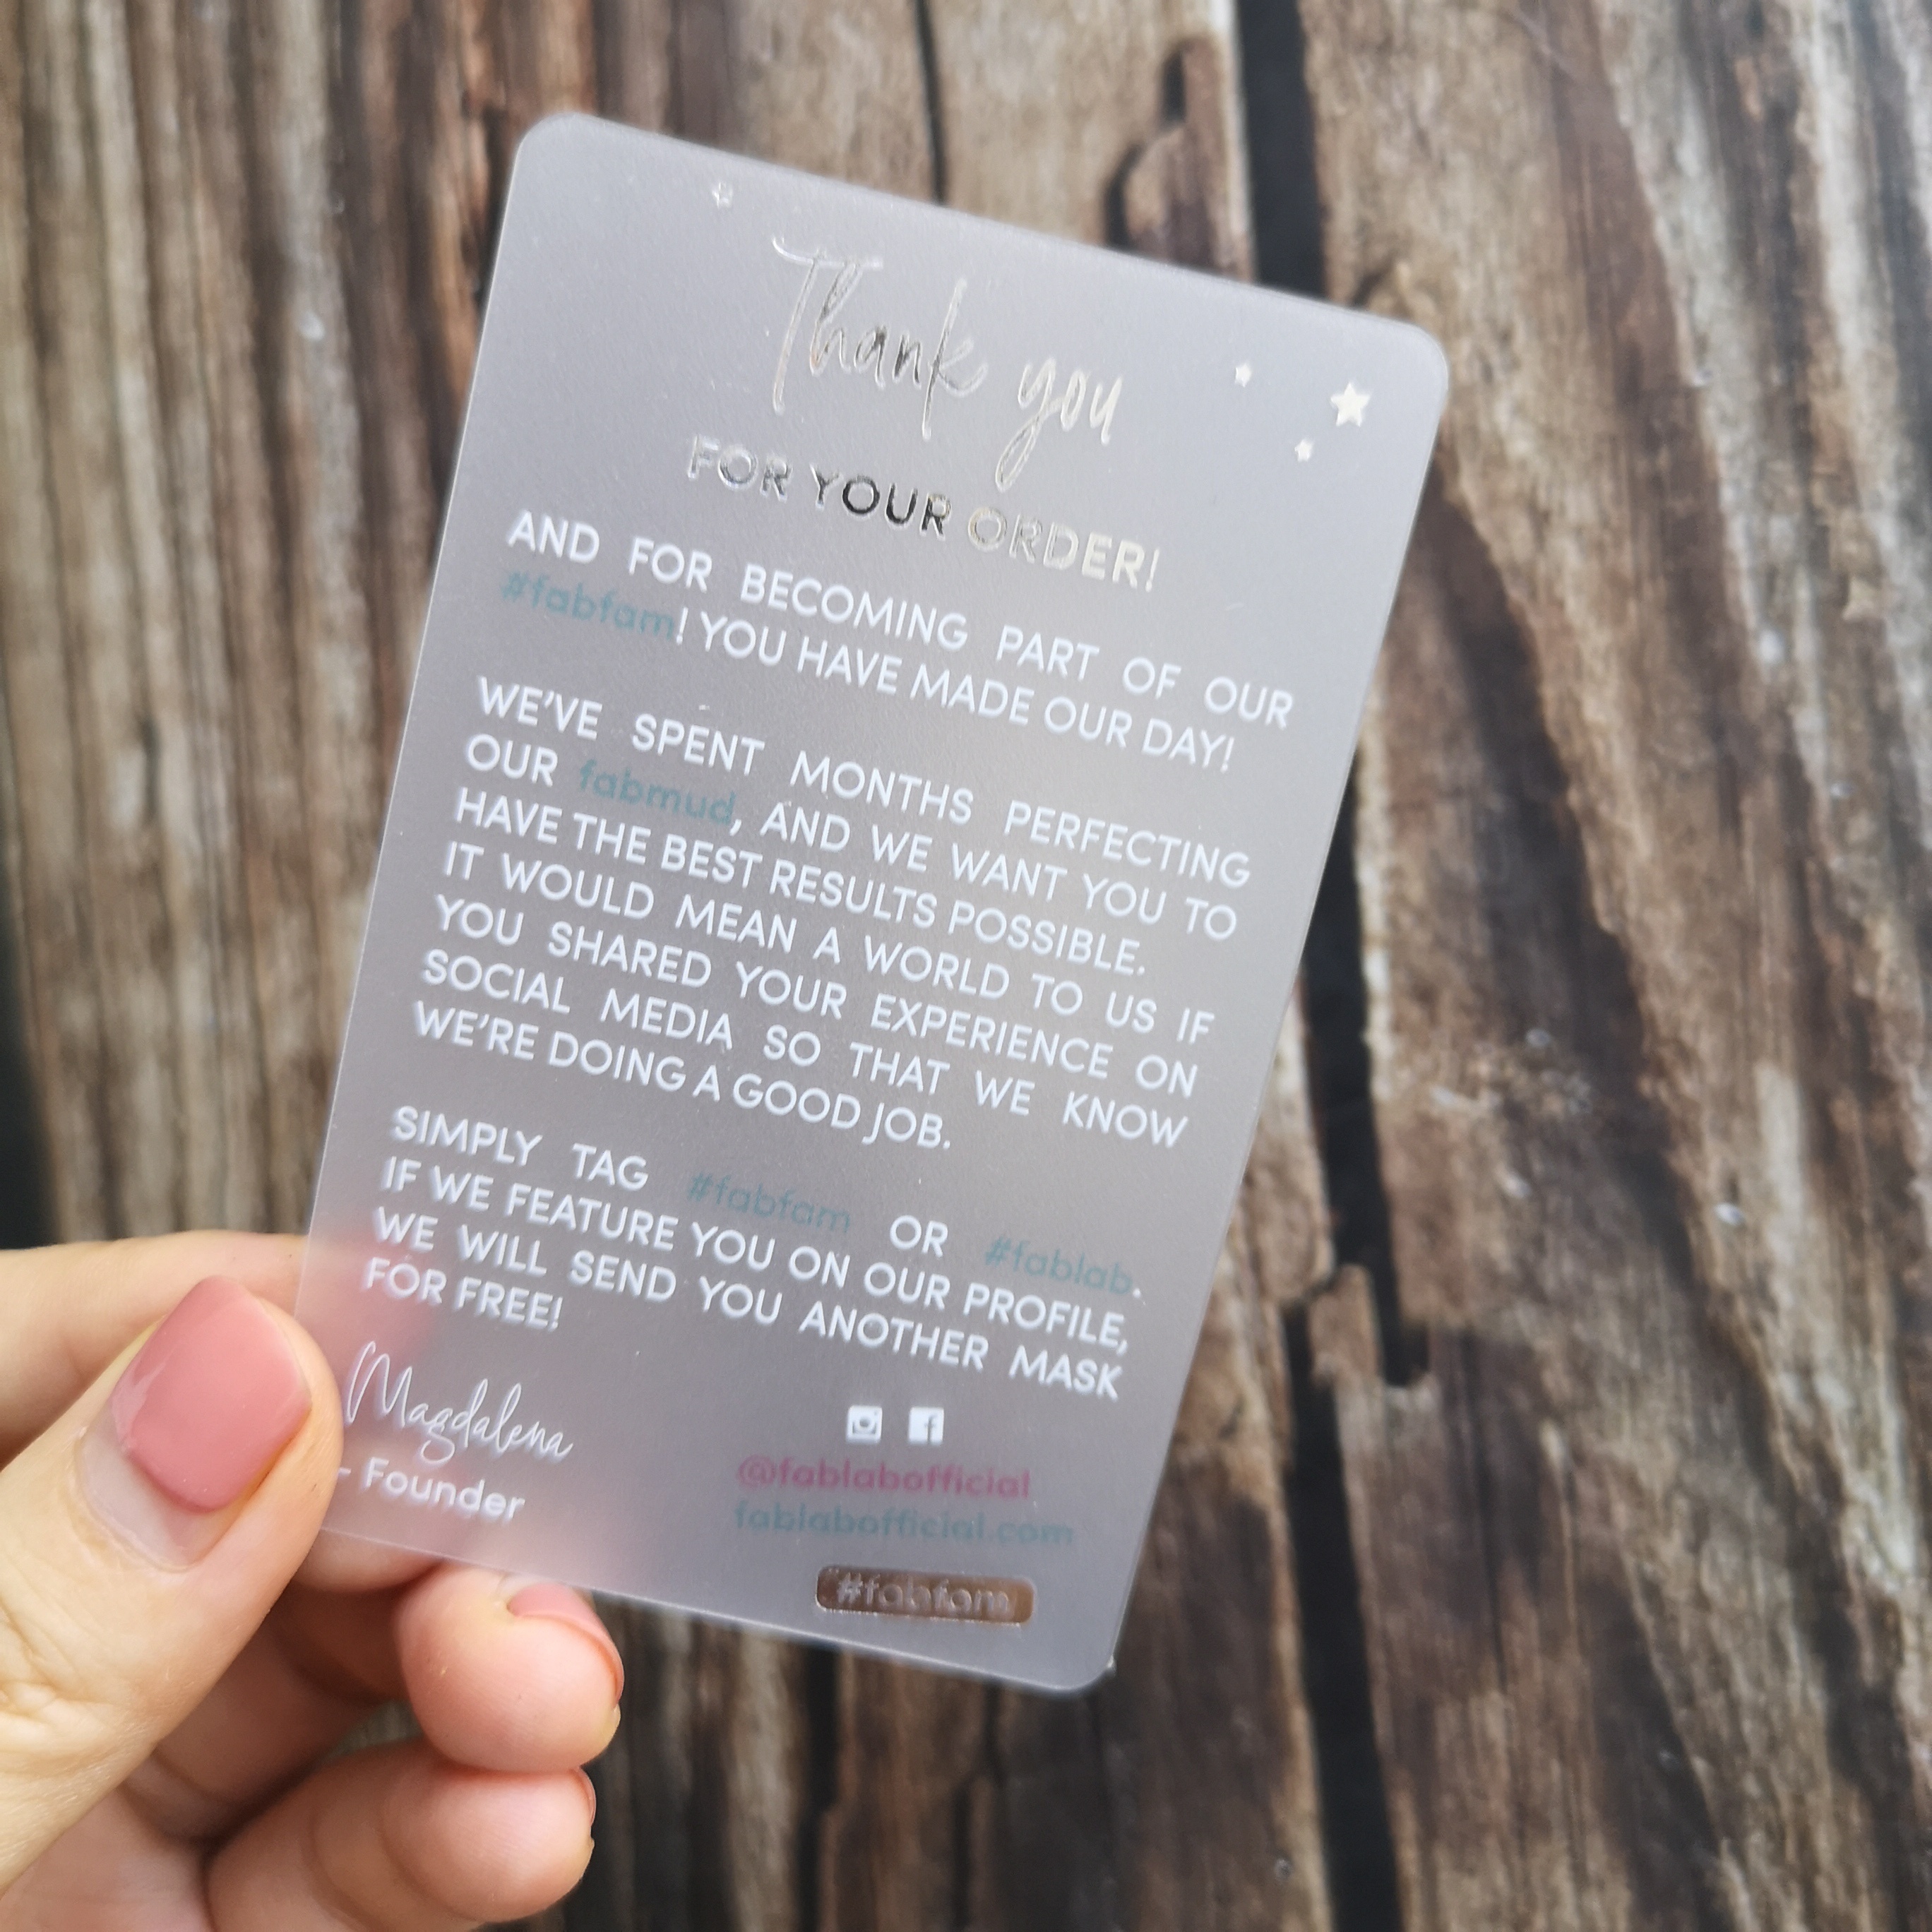 Thank you
FOR YOUR ORDER!
AND FOR BECOMING PART OF OUR
#fabfam! YOU HAVE MADE OUR DAY!
WE'VE SPENT MONTHS PERFECTING
OUR fabmud, AND WE WANT YOU TO
HAVE THE BEST RESULTS POSSIBLE.
IT WOULD MEAN A WORLD TO US IF
YOU SHARED YOUR EXPERIENCE ON
SOCIAL MEDIA SO THAT WE KNOW
WE'RE DOING A GOOD JOB.
SIMPLY TAG #fabfam OR #fablab.
IF WE FEATURE YOU ON OUR PROFILE,
WE WILL SEND YOU ANOTHER MASK
FOR FREE!
Magdalena
- Founder
@fablabofficial
fablabofficial.com
#fabfam